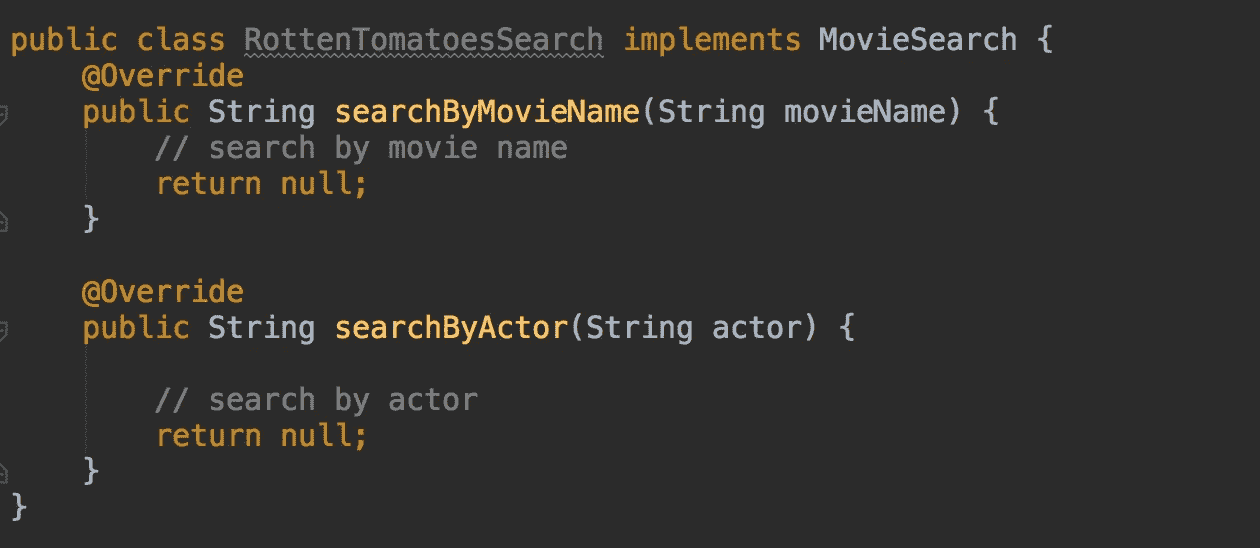 public class RottenTomatoesSearch implements MovieSearch {
    @Override
    public String searchByMovieName(String movieName) {
        // search by movie name
        return null;
    }

    @Override
    public String searchByActor(String actor) {

        // search by actor
        return null;
    }
}